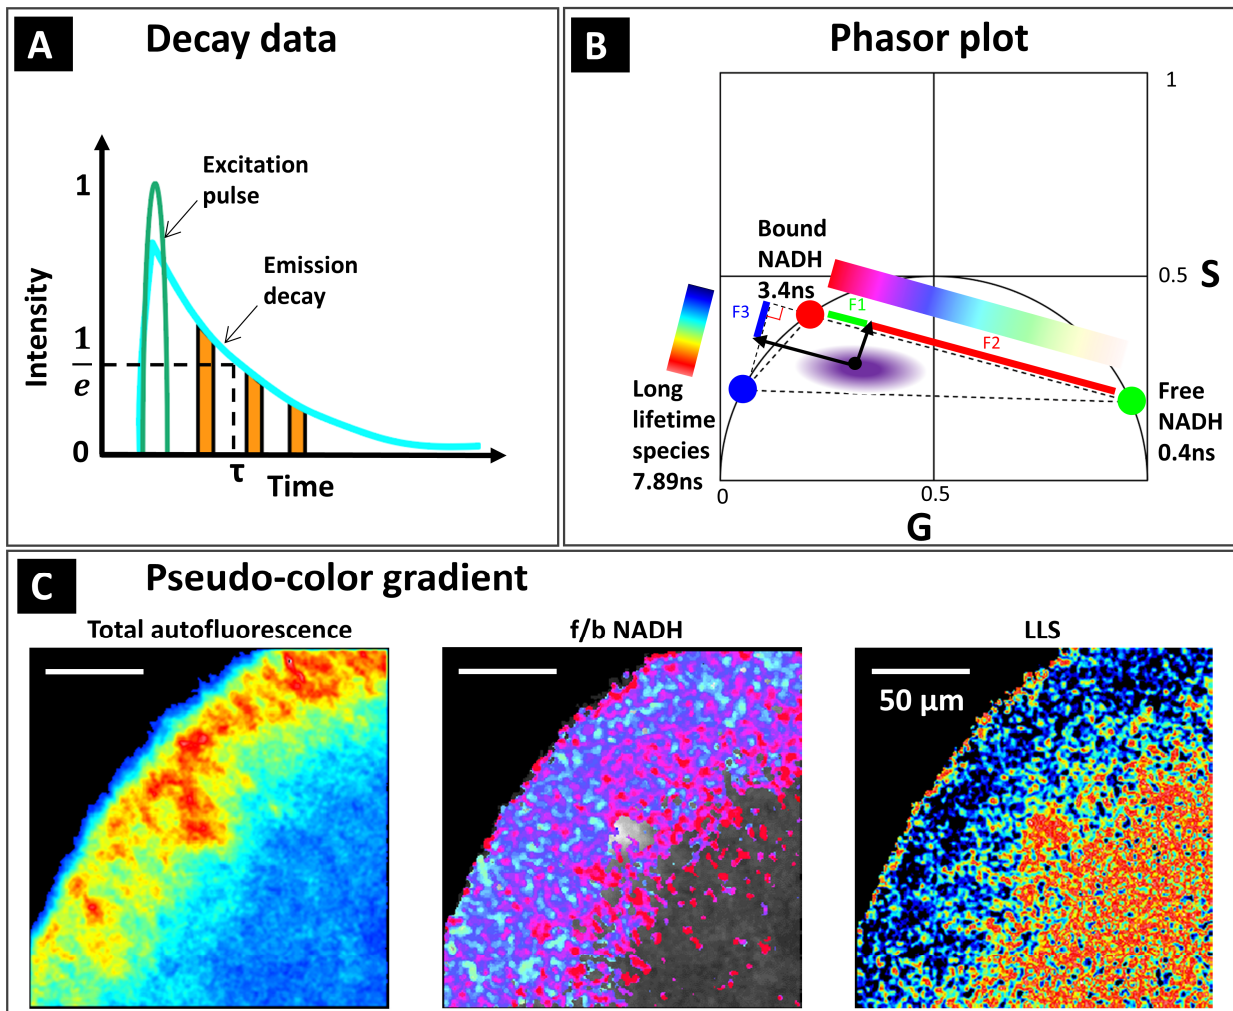 A
Decay data
Excitation
pulse
Emission
decay
1
1
e
0
Intensity
τ
Time
B
Phasor plot
1
0.5
S
Bound
NADH
3.4ns
F1
F2
F3
Long
lifetime
species
7.89ns
Free
NADH
0.4ns
0
0.5
G
C
Pseudo-color gradient
Total autofluorescence
f/b NADH
LLS
50 µm